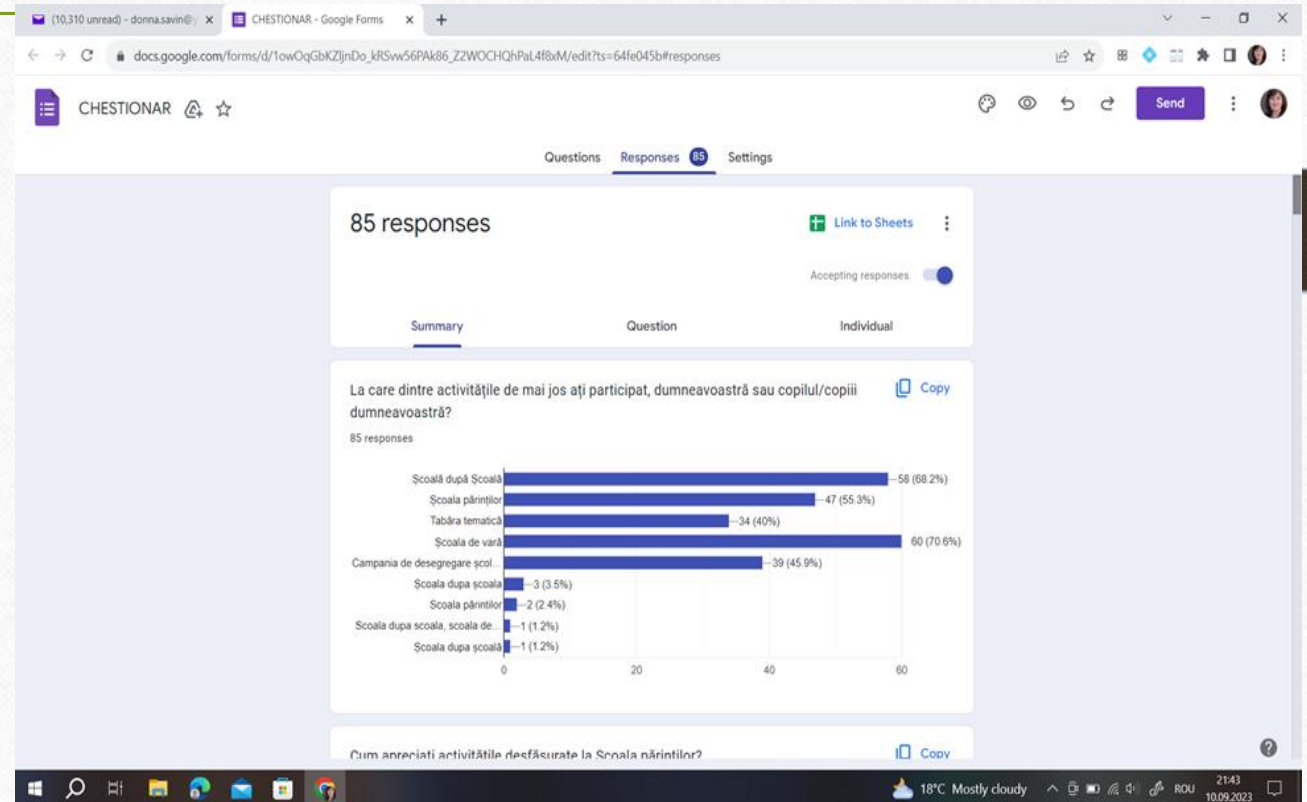 (10,310 unread) - donna.savin@
CHESTIONAR - Google Forms
docs.google.com/forms/d/1owOqGbKZIjnDo_kRSvw56PAk86_Z2WOCHQhPaL4f8xM/edit?ts=64fe045b#responses
CHESTIONAR
Send
Questions Responses 85 Settings
85 responses
Link to Sheets
Accepting responses
Summary Question Individual
La care dintre activitățile de mai jos ați participat, dumneavoastră sau copilul/copiii
dumneavoastră?
Copy
85 responses
Școală după Școală 58 (68.2%)
Școala părinților 47 (55.3%)
Tabăra tematică 34 (40%)
Școala de vară 60 (70.6%)
Campania de desegregare școl... 39 (45.9%)
Școala dupa școala 3 (3.5%)
Scoala părintilor 2 (2.4%)
Scoala dupa scoala, scoala de... 1 (1.2%)
Școala dupa școală 1 (1.2%)
0 20 40 60
Cum apreciați activitățile desfășurate la Școala părinților?
Copy
18°C Mostly cloudy
ROU
21:43
10.09.2023